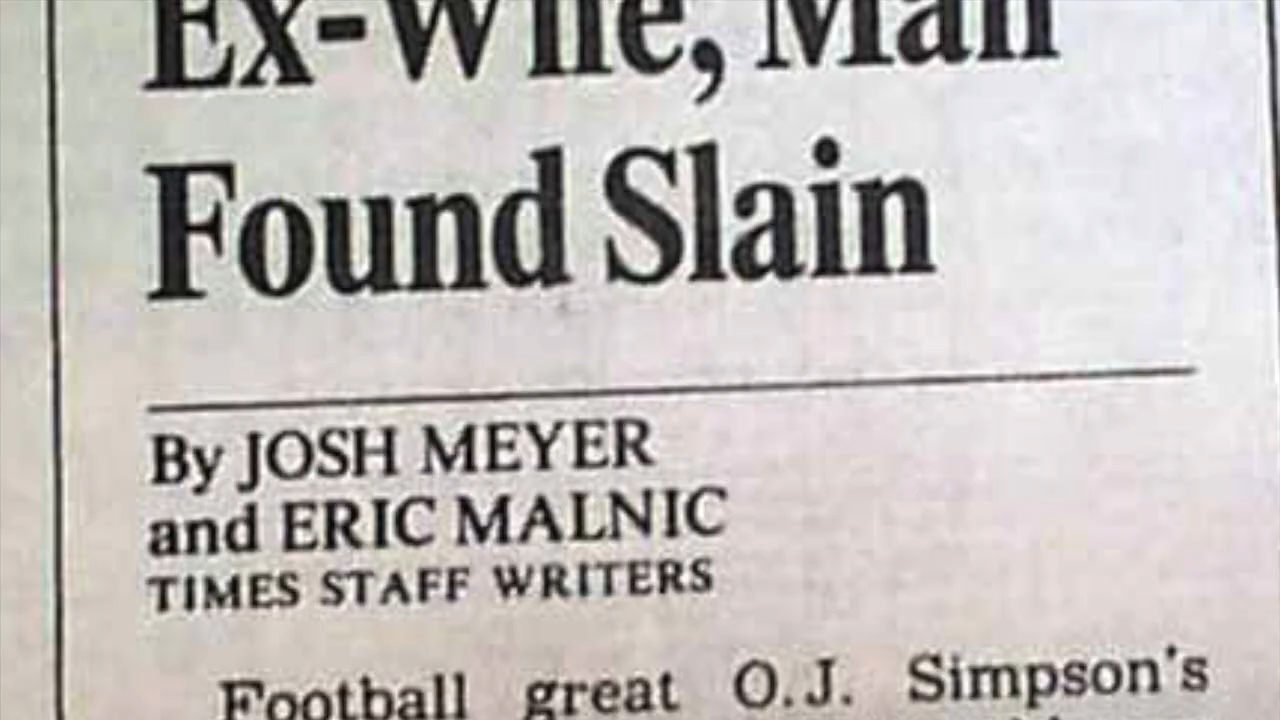 Ex-Wife, Man
Found Slain
By JOSH MEYER
and ERIC MALNIC
TIMES STAFF WRITERS
Football great O.J. Simpson's